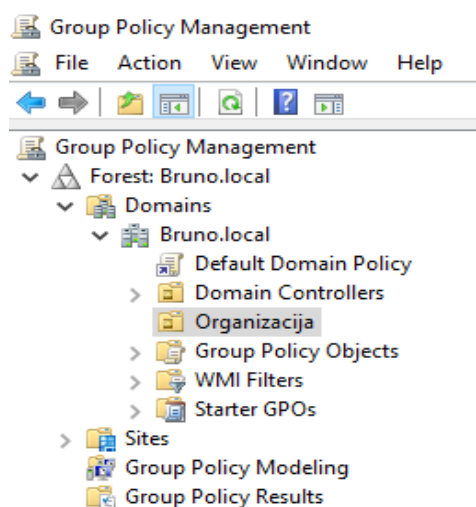 Group Policy Management
File Action View Window Help
Group Policy Management
Forest: Bruno.local
Domains
Bruno.local
Default Domain Policy
Domain Controllers
Organizacija
Group Policy Objects
WMI Filters
Starter GPOs
Sites
Group Policy Modeling
Group Policy Results